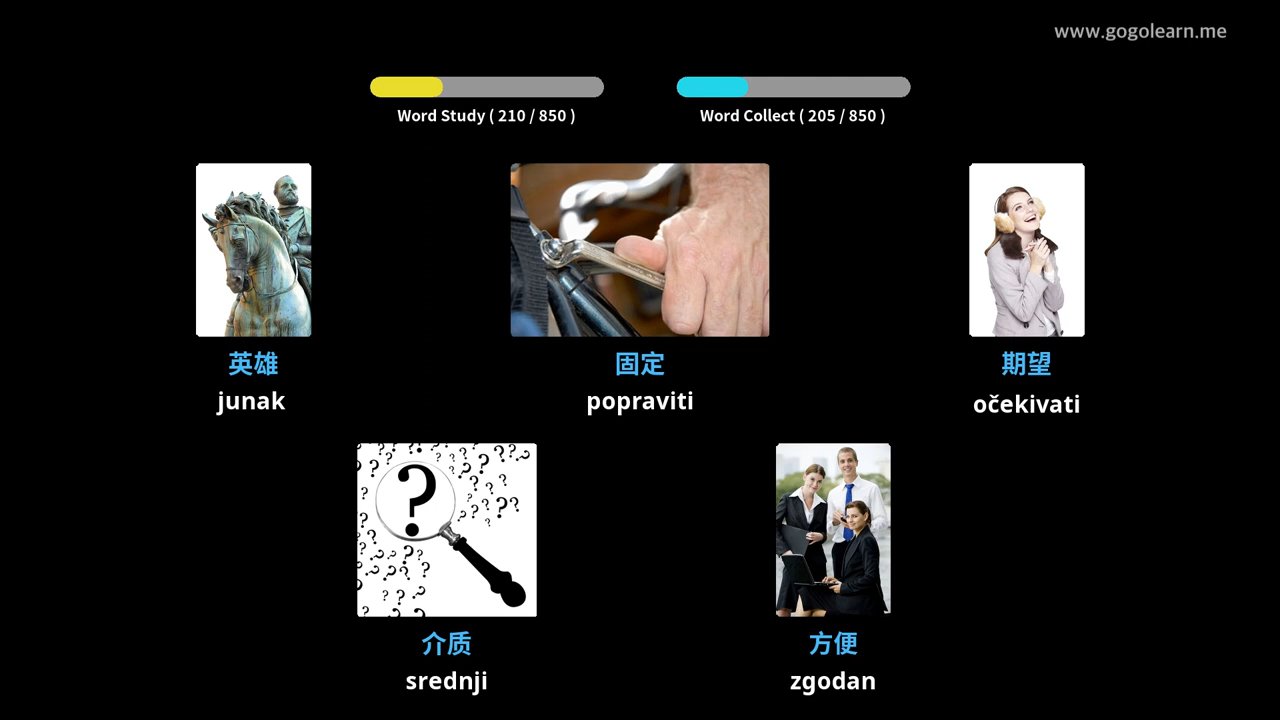 www.gogolearn.me
Word Study ( 210 / 850 )
Word Collect ( 205 / 850 )
英雄
junak
固定
popraviti
期望
očekivati
介质
srednji
方便
zgodan